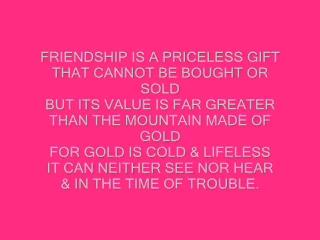 FRIENDSHIP IS A PRICELESS GIFT
THAT CANNOT BE BOUGHT OR
SOLD
BUT ITS VALUE IS FAR GREATER
THAN THE MOUNTAIN MADE OF
GOLD
FOR GOLD IS COLD & LIFELESS
IT CAN NEITHER SEE NOR HEAR
& IN THE TIME OF TROUBLE.